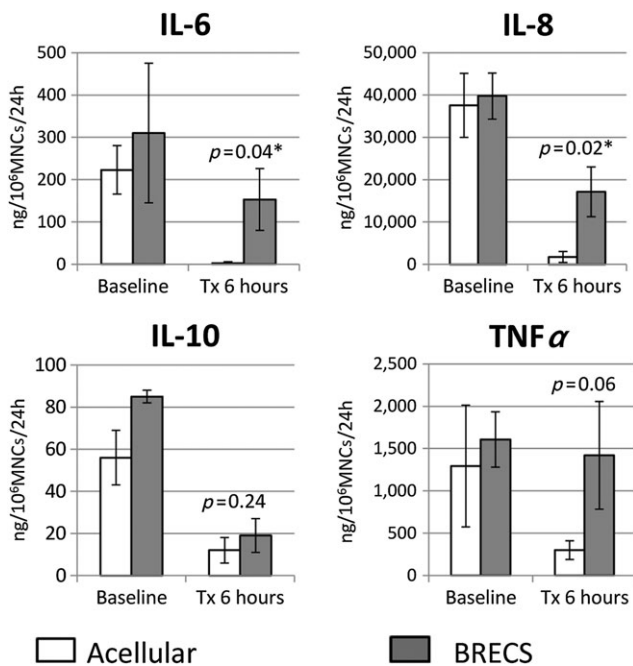 IL-6
ng/10⁶MNCs/24h
500
400
300
200
100
0
p=0.04*
Baseline
Tx 6 hours
IL-8
ng/10⁶MNCs/24h
50,000
40,000
30,000
20,000
10,000
0
p=0.02*
Baseline
Tx 6 hours
IL-10
ng/10⁶MNCs/24h
100
80
60
40
20
0
p=0.24
Baseline
Tx 6 hours
TNFα
ng/10⁶MNCs/24h
2,500
2,000
1,500
1,000
500
0
p=0.06
Baseline
Tx 6 hours
Acellular
BRECS